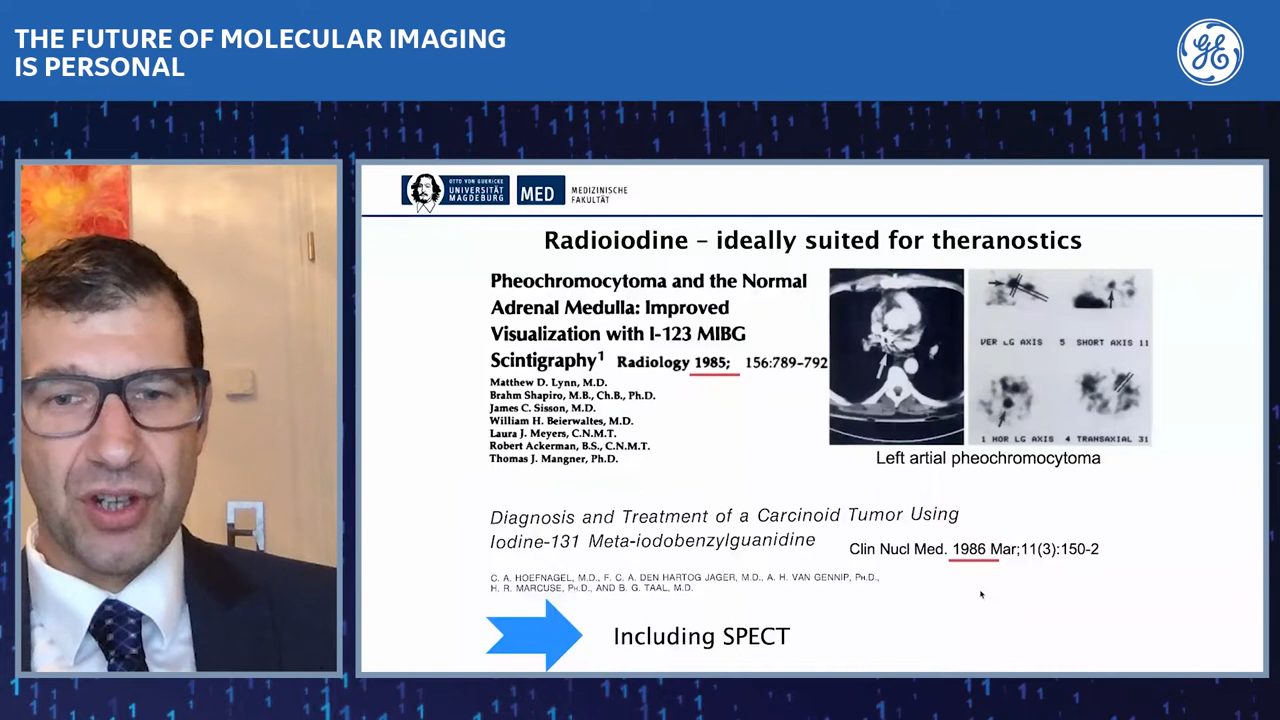 THE FUTURE OF MOLECULAR IMAGING
IS PERSONAL
GE
OTTO VON GUERICKE
UNIVERSITÄT
MAGDEBURG
MED
MEDIZINISCHE
FAKULTÄT
Radioiodine – ideally suited for theranostics
Pheochromocytoma and the Normal
Adrenal Medulla: Improved
Visualization with I-123 MIBG
Scintigraphy¹ Radiology 1985; 156:789–792
Matthew D. Lynn, M.D.
Brahm Shapiro, M.B., Ch.B., Ph.D.
James C. Sisson, M.D.
William H. Beierwaltes, M.D.
Laura J. Meyers, C.N.M.T.
Robert Ackerman, B.S., C.N.M.T.
Thomas J. Mangner, Ph.D.
VER LG AXIS 5 SHORT AXIS 11
1 HOR LG AXIS 4 TRANSAXIAL 31
Left artial pheochromocytoma
Diagnosis and Treatment of a Carcinoid Tumor Using
Iodine-131 Meta-iodobenzylguanidine
Clin Nucl Med. 1986 Mar;11(3):150-2
C. A. HOEFNAGEL, M.D., F. C. A. DEN HARTOG JAGER, M.D., A. H. VAN GENNIP, PH.D.,
H. R. MARCUSE, PH.D., AND B. G. TAAL, M.D.
Including SPECT